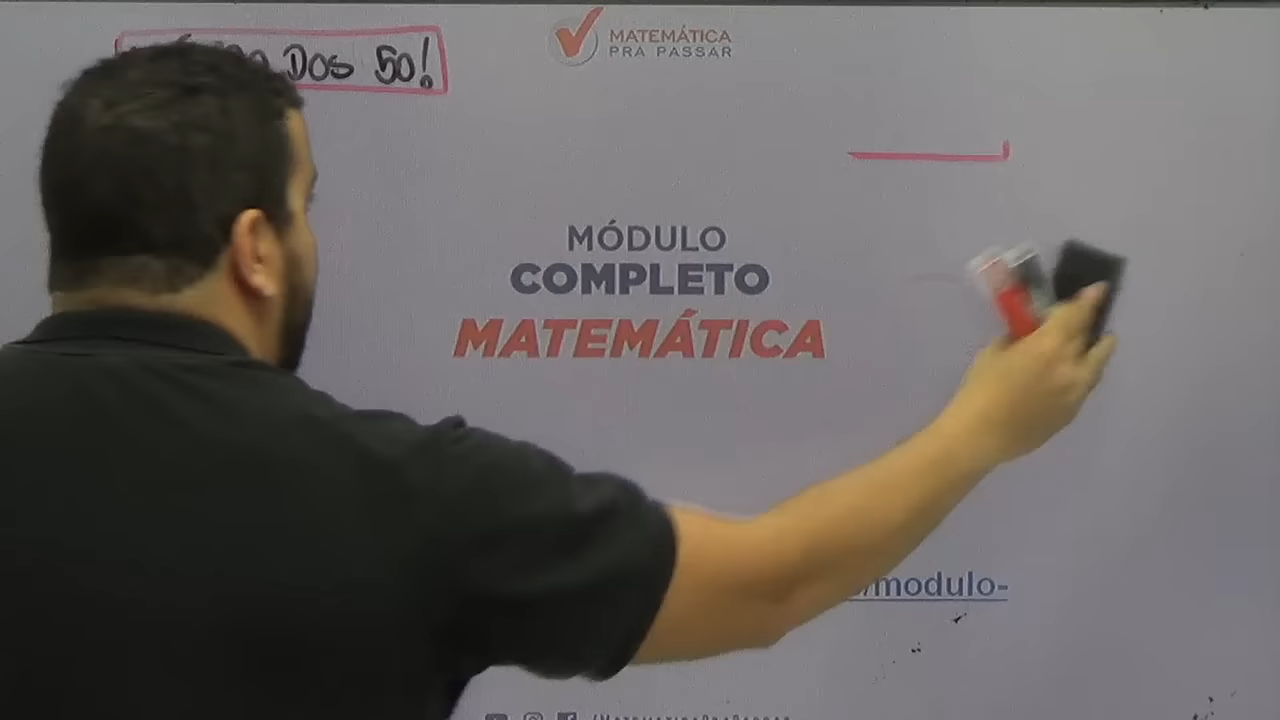 DOS 50!
MATEMÁTICA
PRA PASSAR
MÓDULO
COMPLETO
MATEMÁTICA
/modulo-